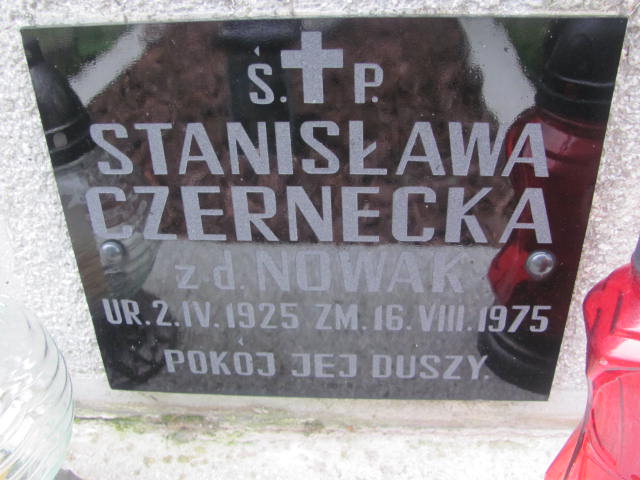 Ś. P.
STANISŁAWA
CZERNECKA
z d. NOWAK
UR. 2. IV. 1925 ZM. 16. VIII. 1975
POKÓJ JEJ DUSZY.